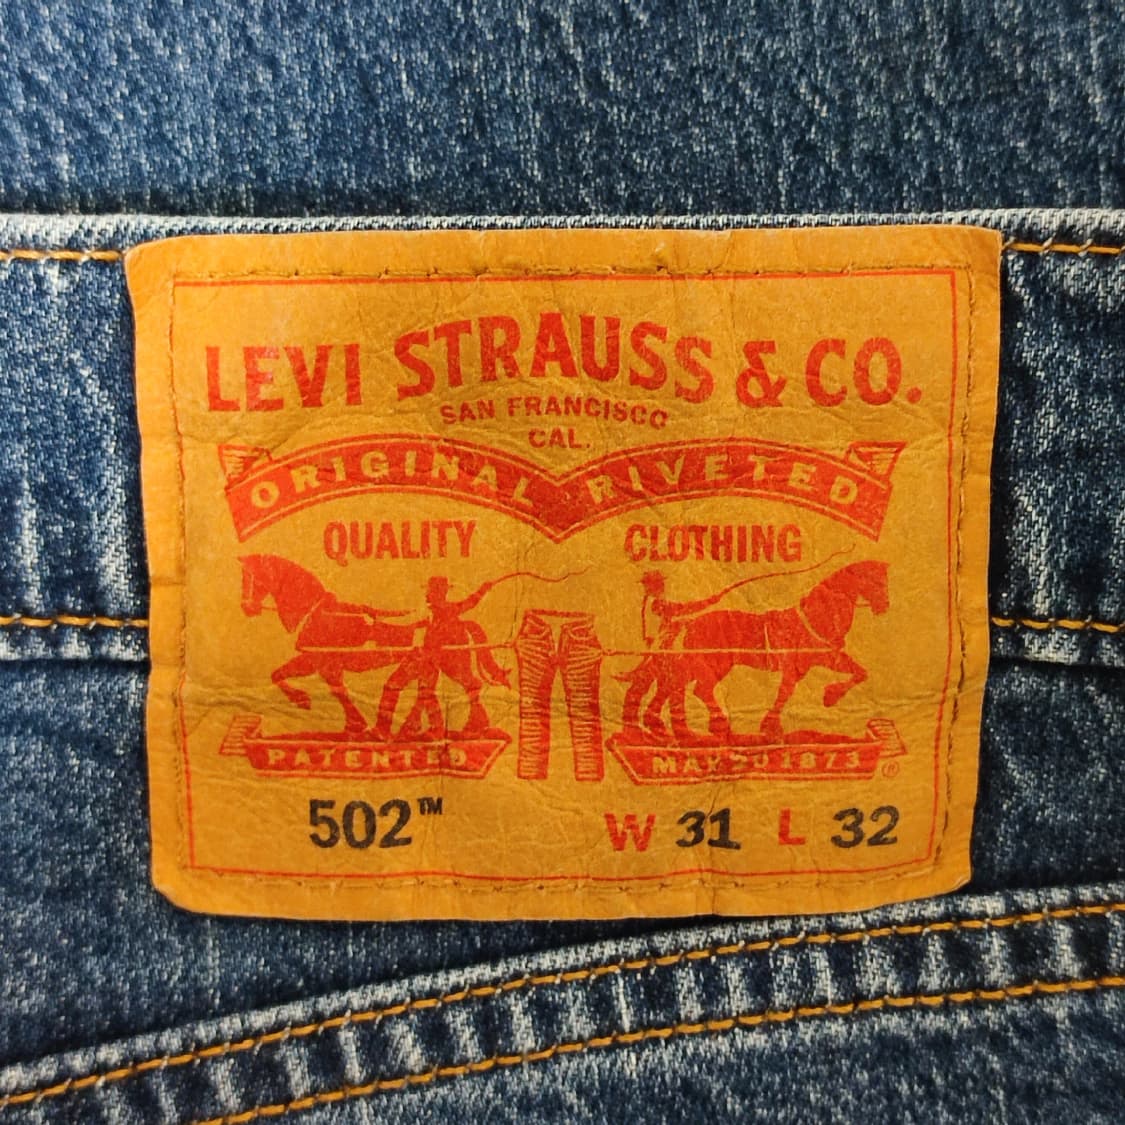 LEVI STRAUSS & CO.
SAN FRANCISCO
CAL.
ORIGINAL RIVETED
QUALITY CLOTHING
PATENTED MAY 20 1873 ®
502™ W 31 L 32